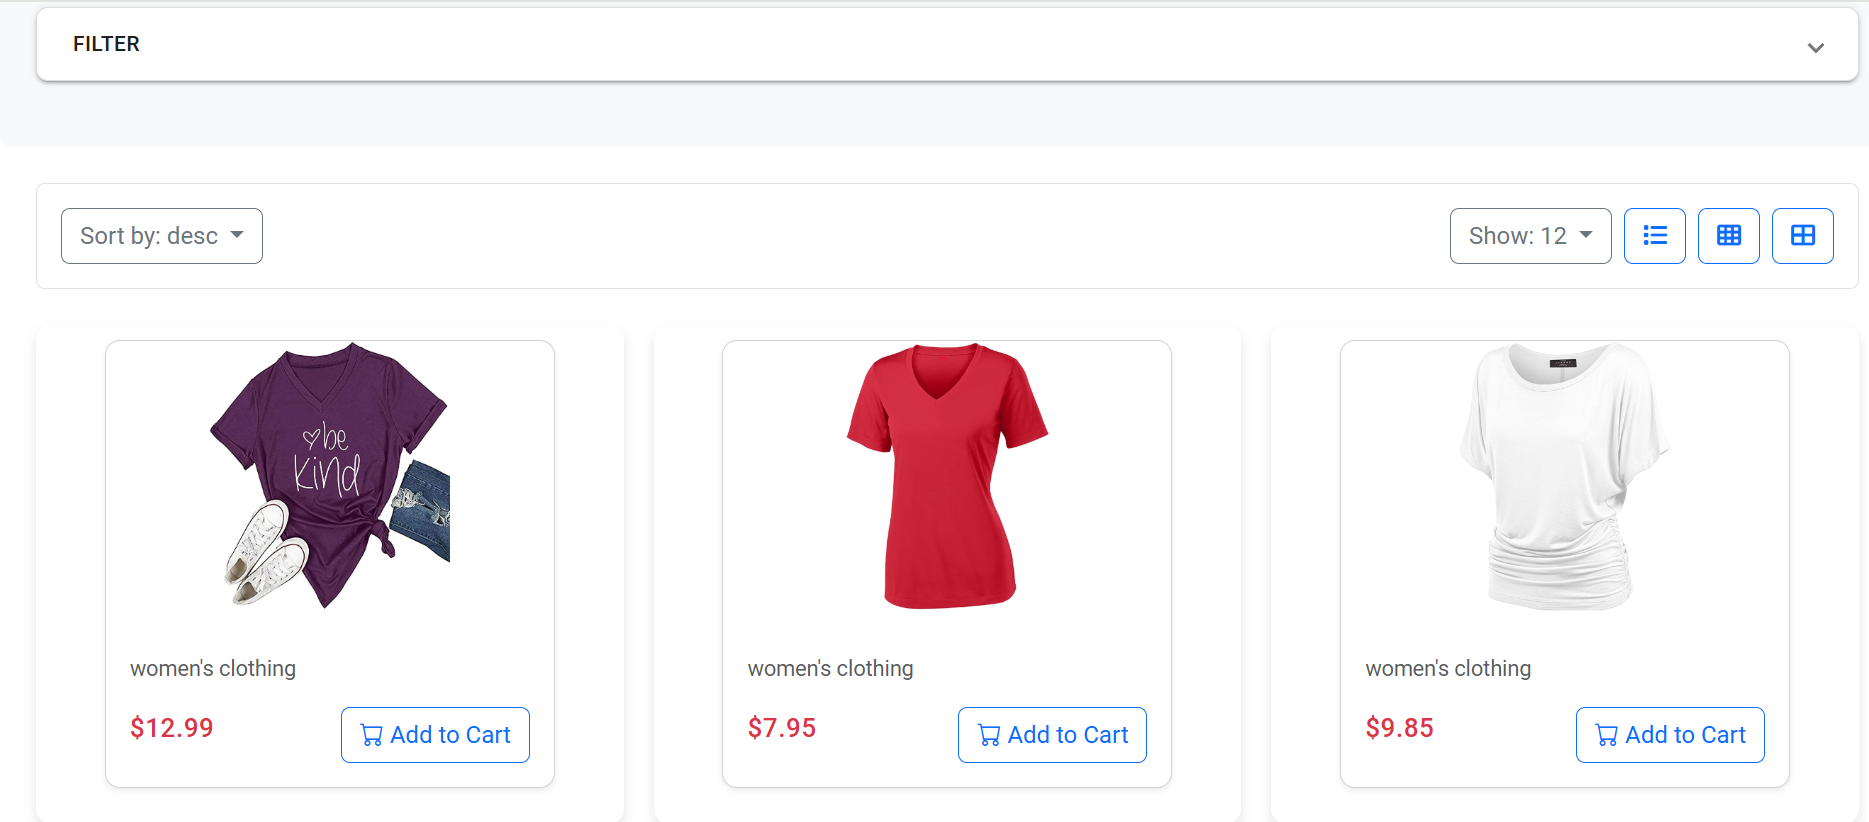 FILTER
Sort by: desc
Show: 12
be
kind
women's clothing
$12.99
Add to Cart
women's clothing
$7.95
Add to Cart
women's clothing
$9.85
Add to Cart